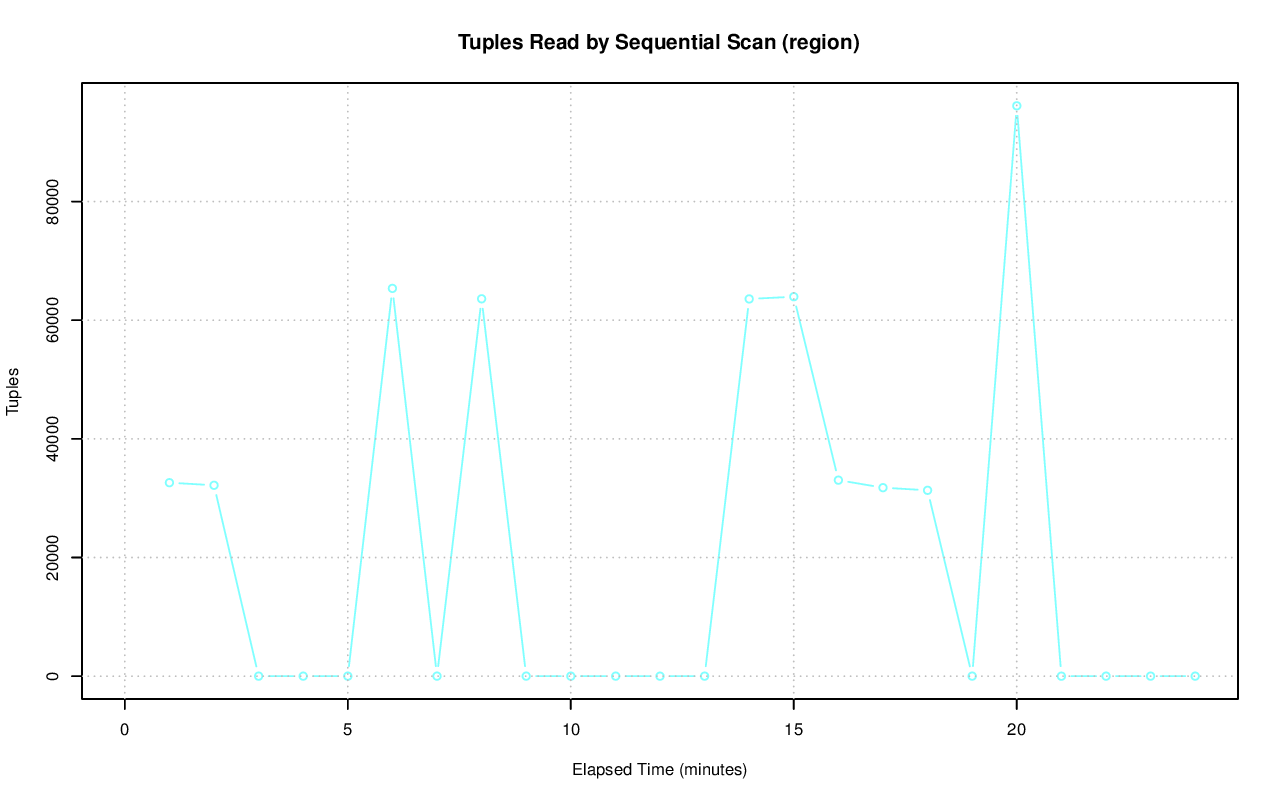 Tuples Read by Sequential Scan (region)
80000
60000
40000
20000
0
Tuples
0 5 10 15 20
Elapsed Time (minutes)